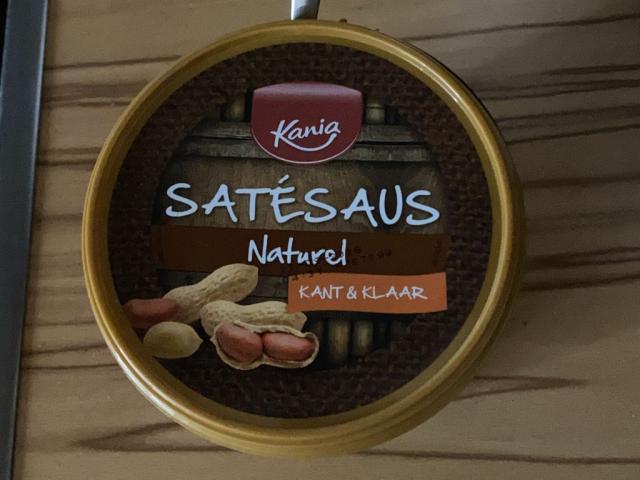 Kania
SATÉSAUS
Naturel
KANT & KLAAR